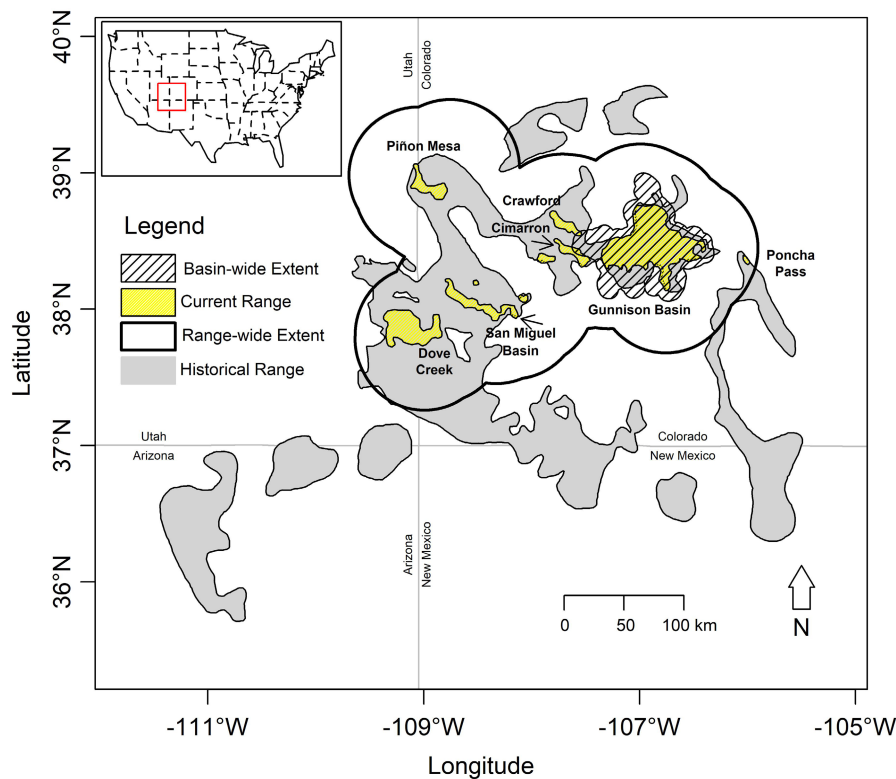 40°N
39°N
38°N
37°N
36°N
Latitude
Utah
Colorado
Piñon Mesa
Crawford
Cimarron
Poncha
Pass
Gunnison Basin
San Miguel
Basin
Dove
Creek
Legend
Basin-wide Extent
Current Range
Range-wide Extent
Historical Range
Utah
Arizona
Colorado
New Mexico
Arizona
New Mexico
0 50 100 km
N
-111°W -109°W -107°W -105°W
Longitude